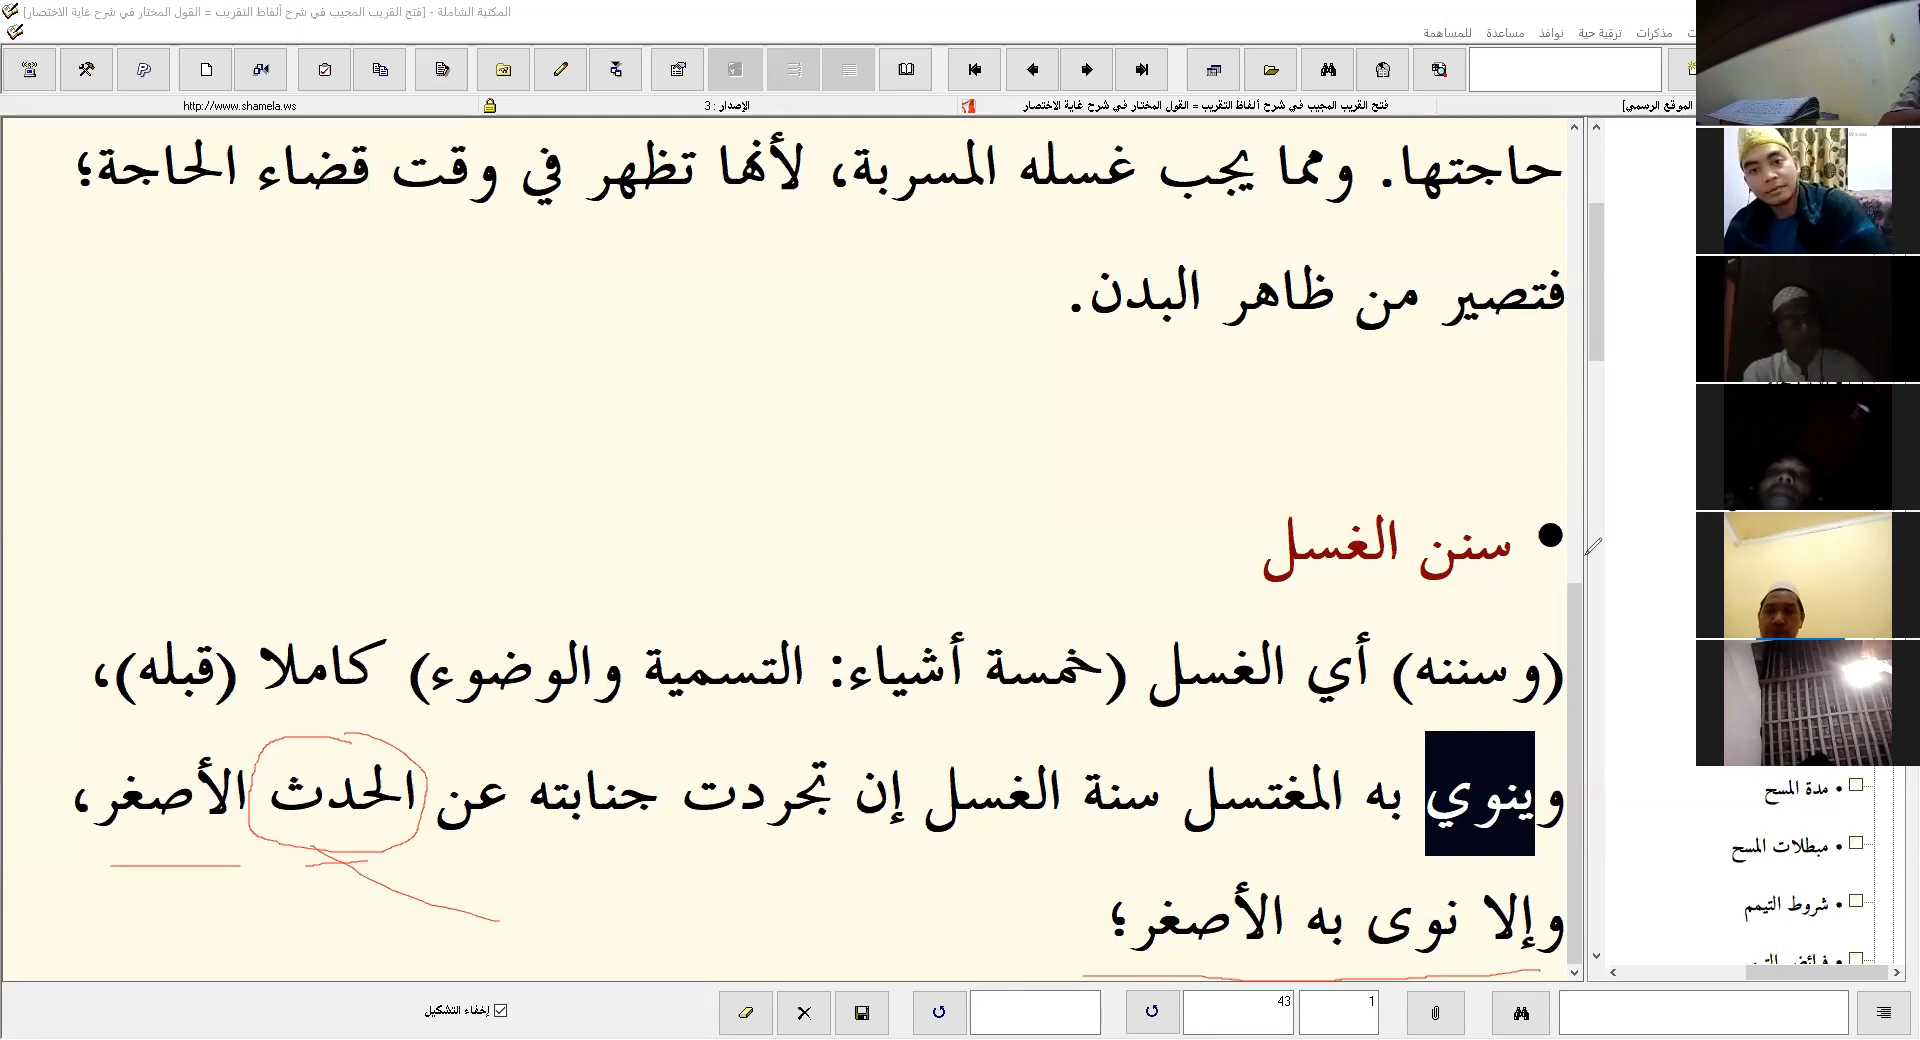 المكتبة الشاملة - [فتح القريب المجيب في شرح ألفاظ التقريب = القول المختار في شرح غاية الاختصار]
مذكرات ترقية حية نوافذ مساعدة للمساهمة
الموقع الرسمي]
فتح القريب المجيب في شرح ألفاظ التقريب = القول المختار في شرح غاية الاختصار
الإصدار : 3
http://www.shamela.ws
حاجتها. ومما يجب غسله المسربة، لأنها تظهر في وقت قضاء الحاجة؛
فتصير من ظاهر البدن.
• سنن الغسل
(وسننه) أي الغسل (خمسة أشياء: التسمية والوضوء) كاملا (قبله)،
وينوي به المغتسل سنة الغسل إن تجردت جنابته عن الحدث الأصغر،
وإلا نوى به الأصغر؛
• مدة المسح
• مبطلات المسح
• شروط التيمم
1
43
إخفاء التشكيل